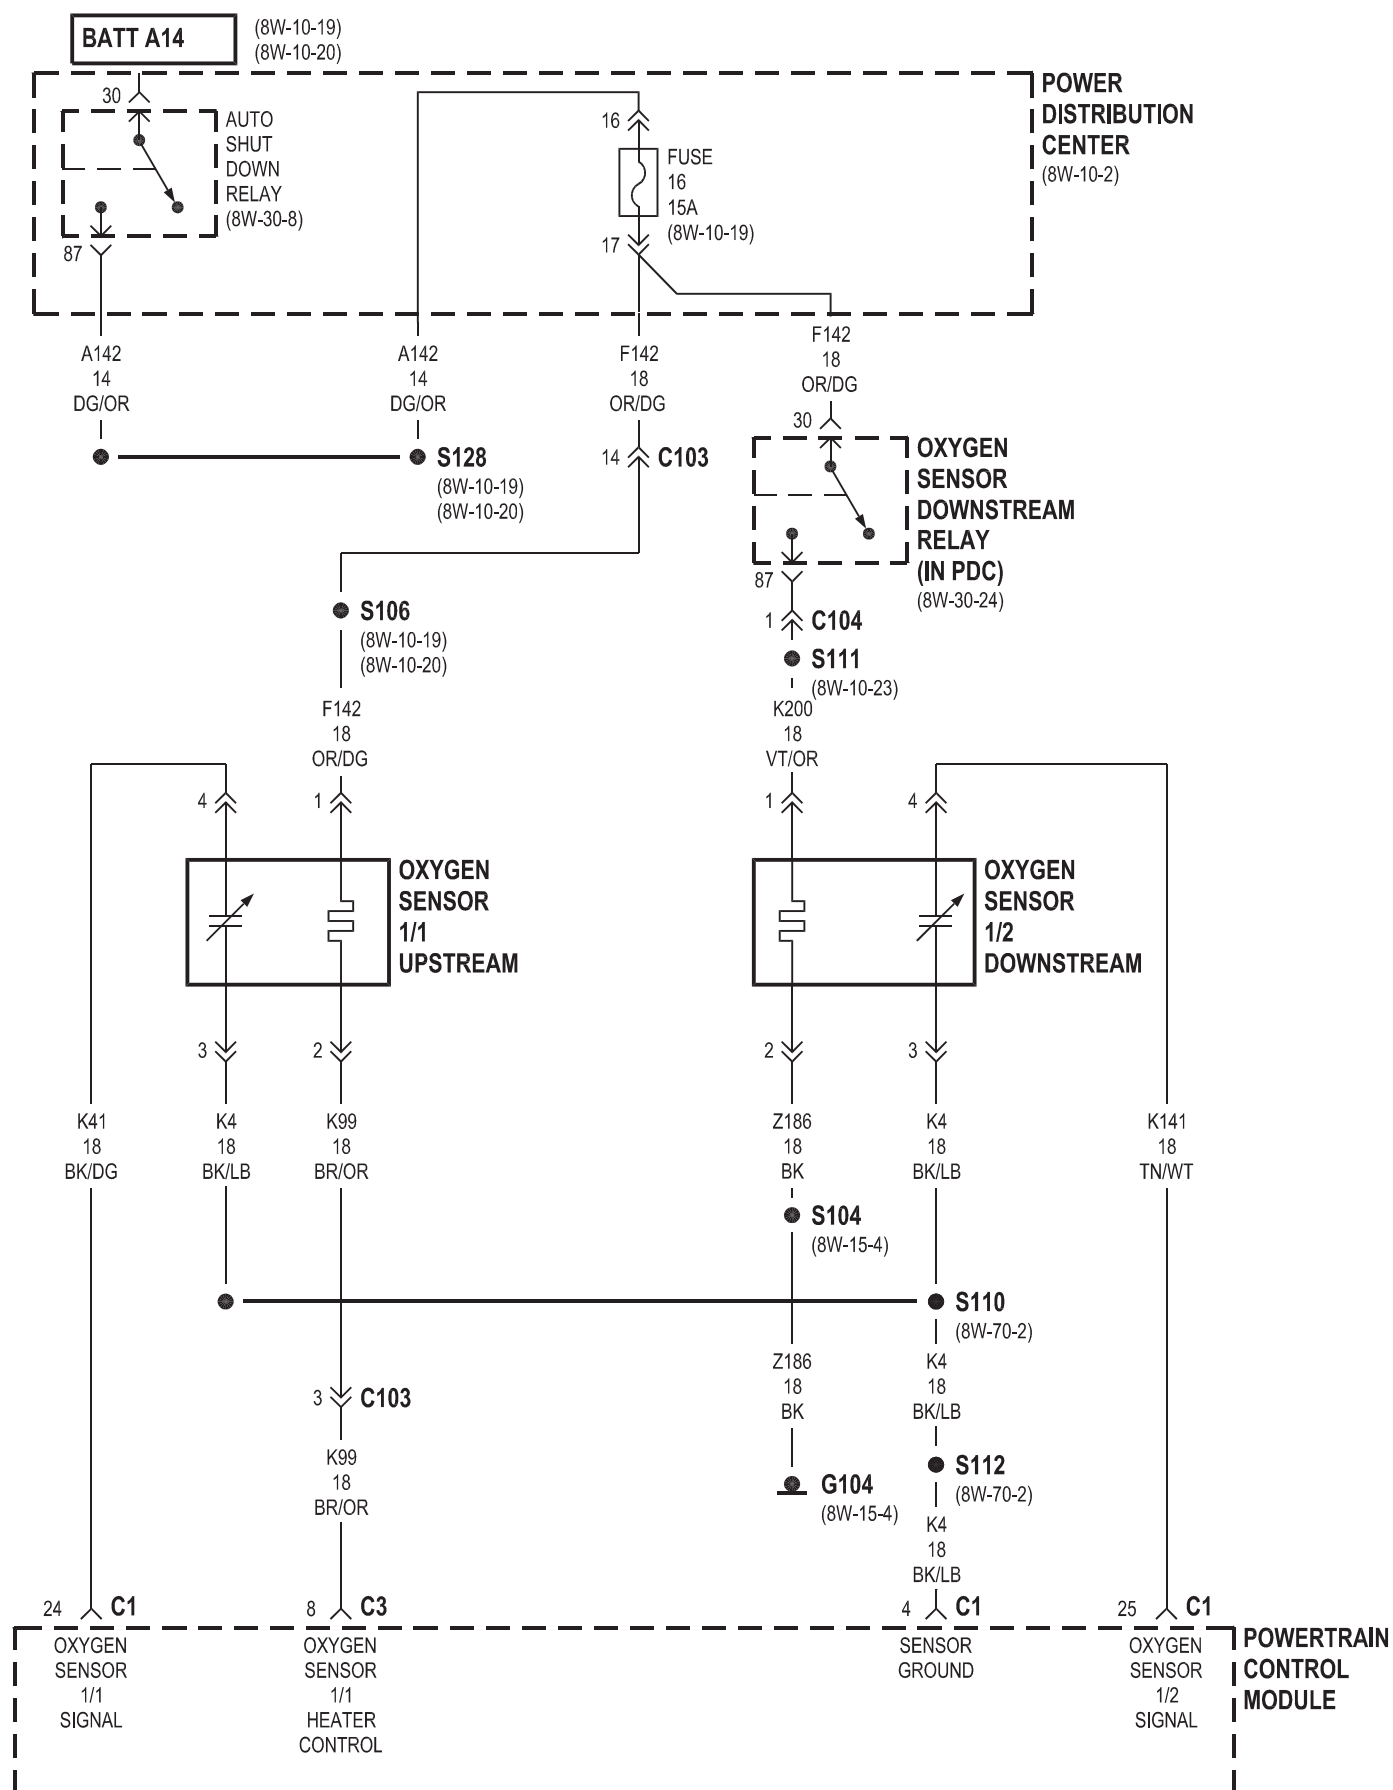 BATT A14
(8W-10-19)
(8W-10-20)
POWER
DISTRIBUTION
CENTER
(8W-10-2)
30
AUTO
SHUT
DOWN
RELAY
(8W-30-8)
87
16
FUSE
16
15A
(8W-10-19)
17
A142
14
DG/OR
A142
14
DG/OR
F142
18
OR/DG
F142
18
OR/DG
S128
(8W-10-19)
(8W-10-20)
14
C103
30
OXYGEN
SENSOR
DOWNSTREAM
RELAY
(IN PDC)
(8W-30-24)
87
1
C104
S111
(8W-10-23)
K200
18
VT/OR
S106
(8W-10-19)
(8W-10-20)
F142
18
OR/DG
4
1
1
4
OXYGEN
SENSOR
1/1
UPSTREAM
OXYGEN
SENSOR
1/2
DOWNSTREAM
3
2
2
3
K41
18
BK/DG
K4
18
BK/LB
K99
18
BR/OR
Z186
18
BK
K4
18
BK/LB
K141
18
TN/WT
S104
(8W-15-4)
S110
(8W-70-2)
Z186
18
BK
K4
18
BK/LB
3
C103
K99
18
BR/OR
G104
(8W-15-4)
S112
(8W-70-2)
K4
18
BK/LB
24
C1
8
C3
4
C1
25
C1
OXYGEN
SENSOR
1/1
SIGNAL
OXYGEN
SENSOR
1/1
HEATER
CONTROL
SENSOR
GROUND
OXYGEN
SENSOR
1/2
SIGNAL
POWERTRAIN
CONTROL
MODULE